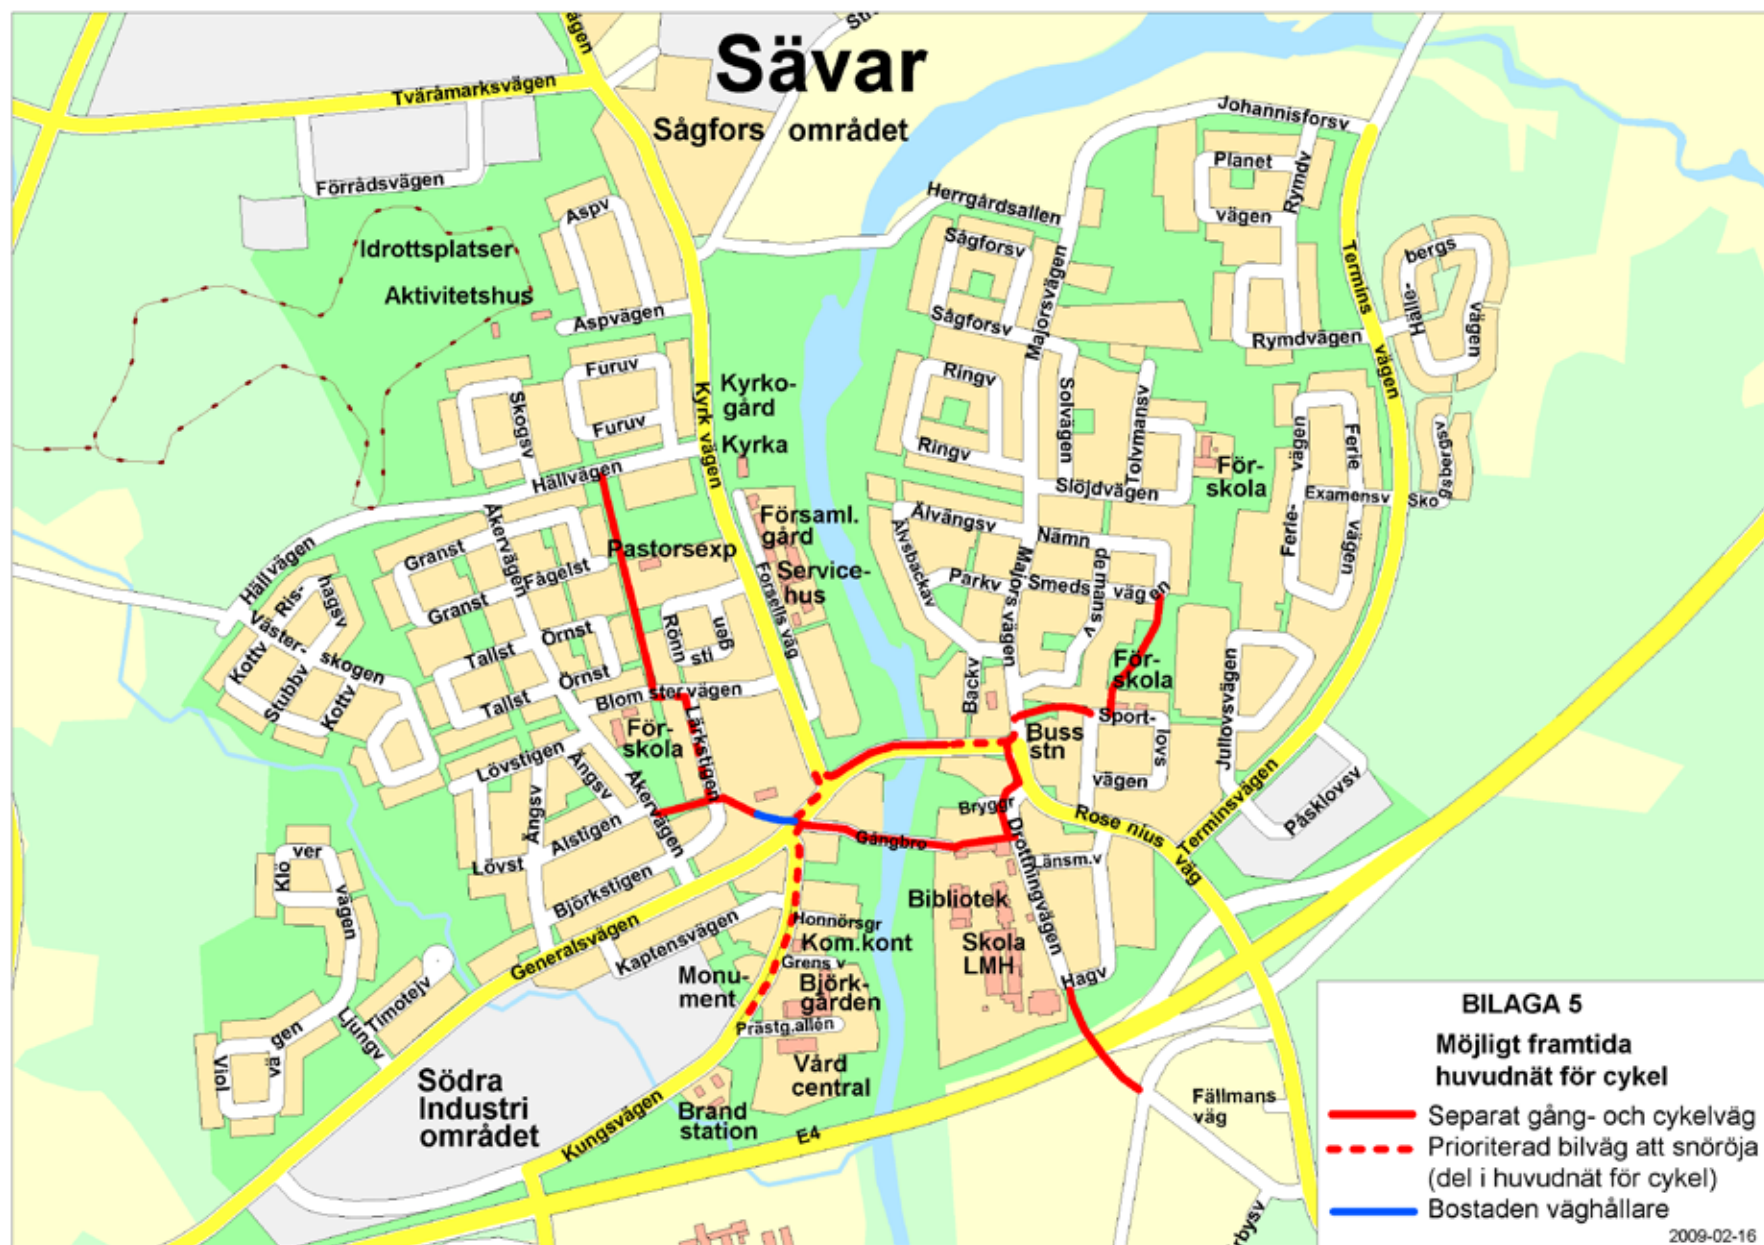 Sävar
Sågfors området
Tväråmarksvägen
Förrådsvägen
Idrottsplatser
Aktivitetshus
Aspv
Aspvägen
Furuv
Furuv
Skogsv
Hällvägen
Kyrk vägen
Kyrko-
gård
Kyrka
Församl.
gård
Service-
hus
Forsells väg
Pastorsexp
Hällvägen
Åkervägen
Granst
Granst
Fågelst
Örnst
Tallst
Örnst
Tallst
Rönn
sti
gen
Blom stervägen
Ris-
hagsv
Väster-
skogen
Kottv
Stubbv
Kottv
För-
skola
Lärkstigen
Lövstigen
Ängsv
Ängsv
Åkervägen
Alstigen
Lövst
Björkstigen
Generalsvägen
Kaptensvägen
Klö
ver
vägen
Timotejv
Ljungv
Viol
vä
gen
Södra
Industri
området
Monu-
ment
Honnörsgr
Kom.kont
Grens v
Björk-
gården
Prästg.allén
Vård
central
Brand
station
Kungsvägen
E4
Gångbro
Herrgårdsallen
Johannisforsv
Planet
vägen
Rymdv
Rymdvägen
Termins
vägen
Hälle-
bergs
vägen
Sågforsv
Sågforsv
Majorsvägen
Ringv
Ringv
Solvägen
Tolvmansv
Slöjdvägen
För-
skola
Ferie-
vägen
Ferie
Examensv
Sko
gsbergsv
Ferie-
vägen
Älvängsv
Älvsbackav
Nämn
de mans v
Parkv
Smeds
vägen
Majors vägen
Backv
För-
skola
Buss
stn
Sport-
lovs
vägen
Jullovsvägen
Påsklovsv
Terminsvägen
Rose nius
väg
Bryggr
Drottningvägen
Länsm.v
Bibliotek
Skola
LMH
Hagv
Fällmans
väg
BILAGA 5
Möjligt framtida
huvudnät för cykel
Separat gång- och cykelväg
Prioriterad bilväg att snöröja
(del i huvudnät för cykel)
Bostaden väghållare
2009-02-16